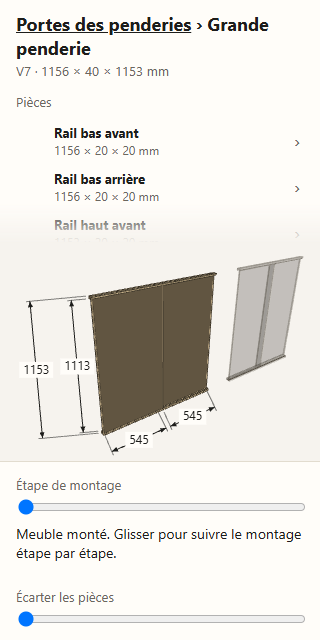 Portes des penderies › Grande
penderie
V7 · 1156 × 40 × 1153 mm
Pièces
Rail bas avant
1156 × 20 × 20 mm
›
Rail bas arrière
1156 × 20 × 20 mm
›
Rail haut avant
›
1153
1113
545
545
Étape de montage
Meuble monté. Glisser pour suivre le montage
étape par étape.
Écarter les pièces